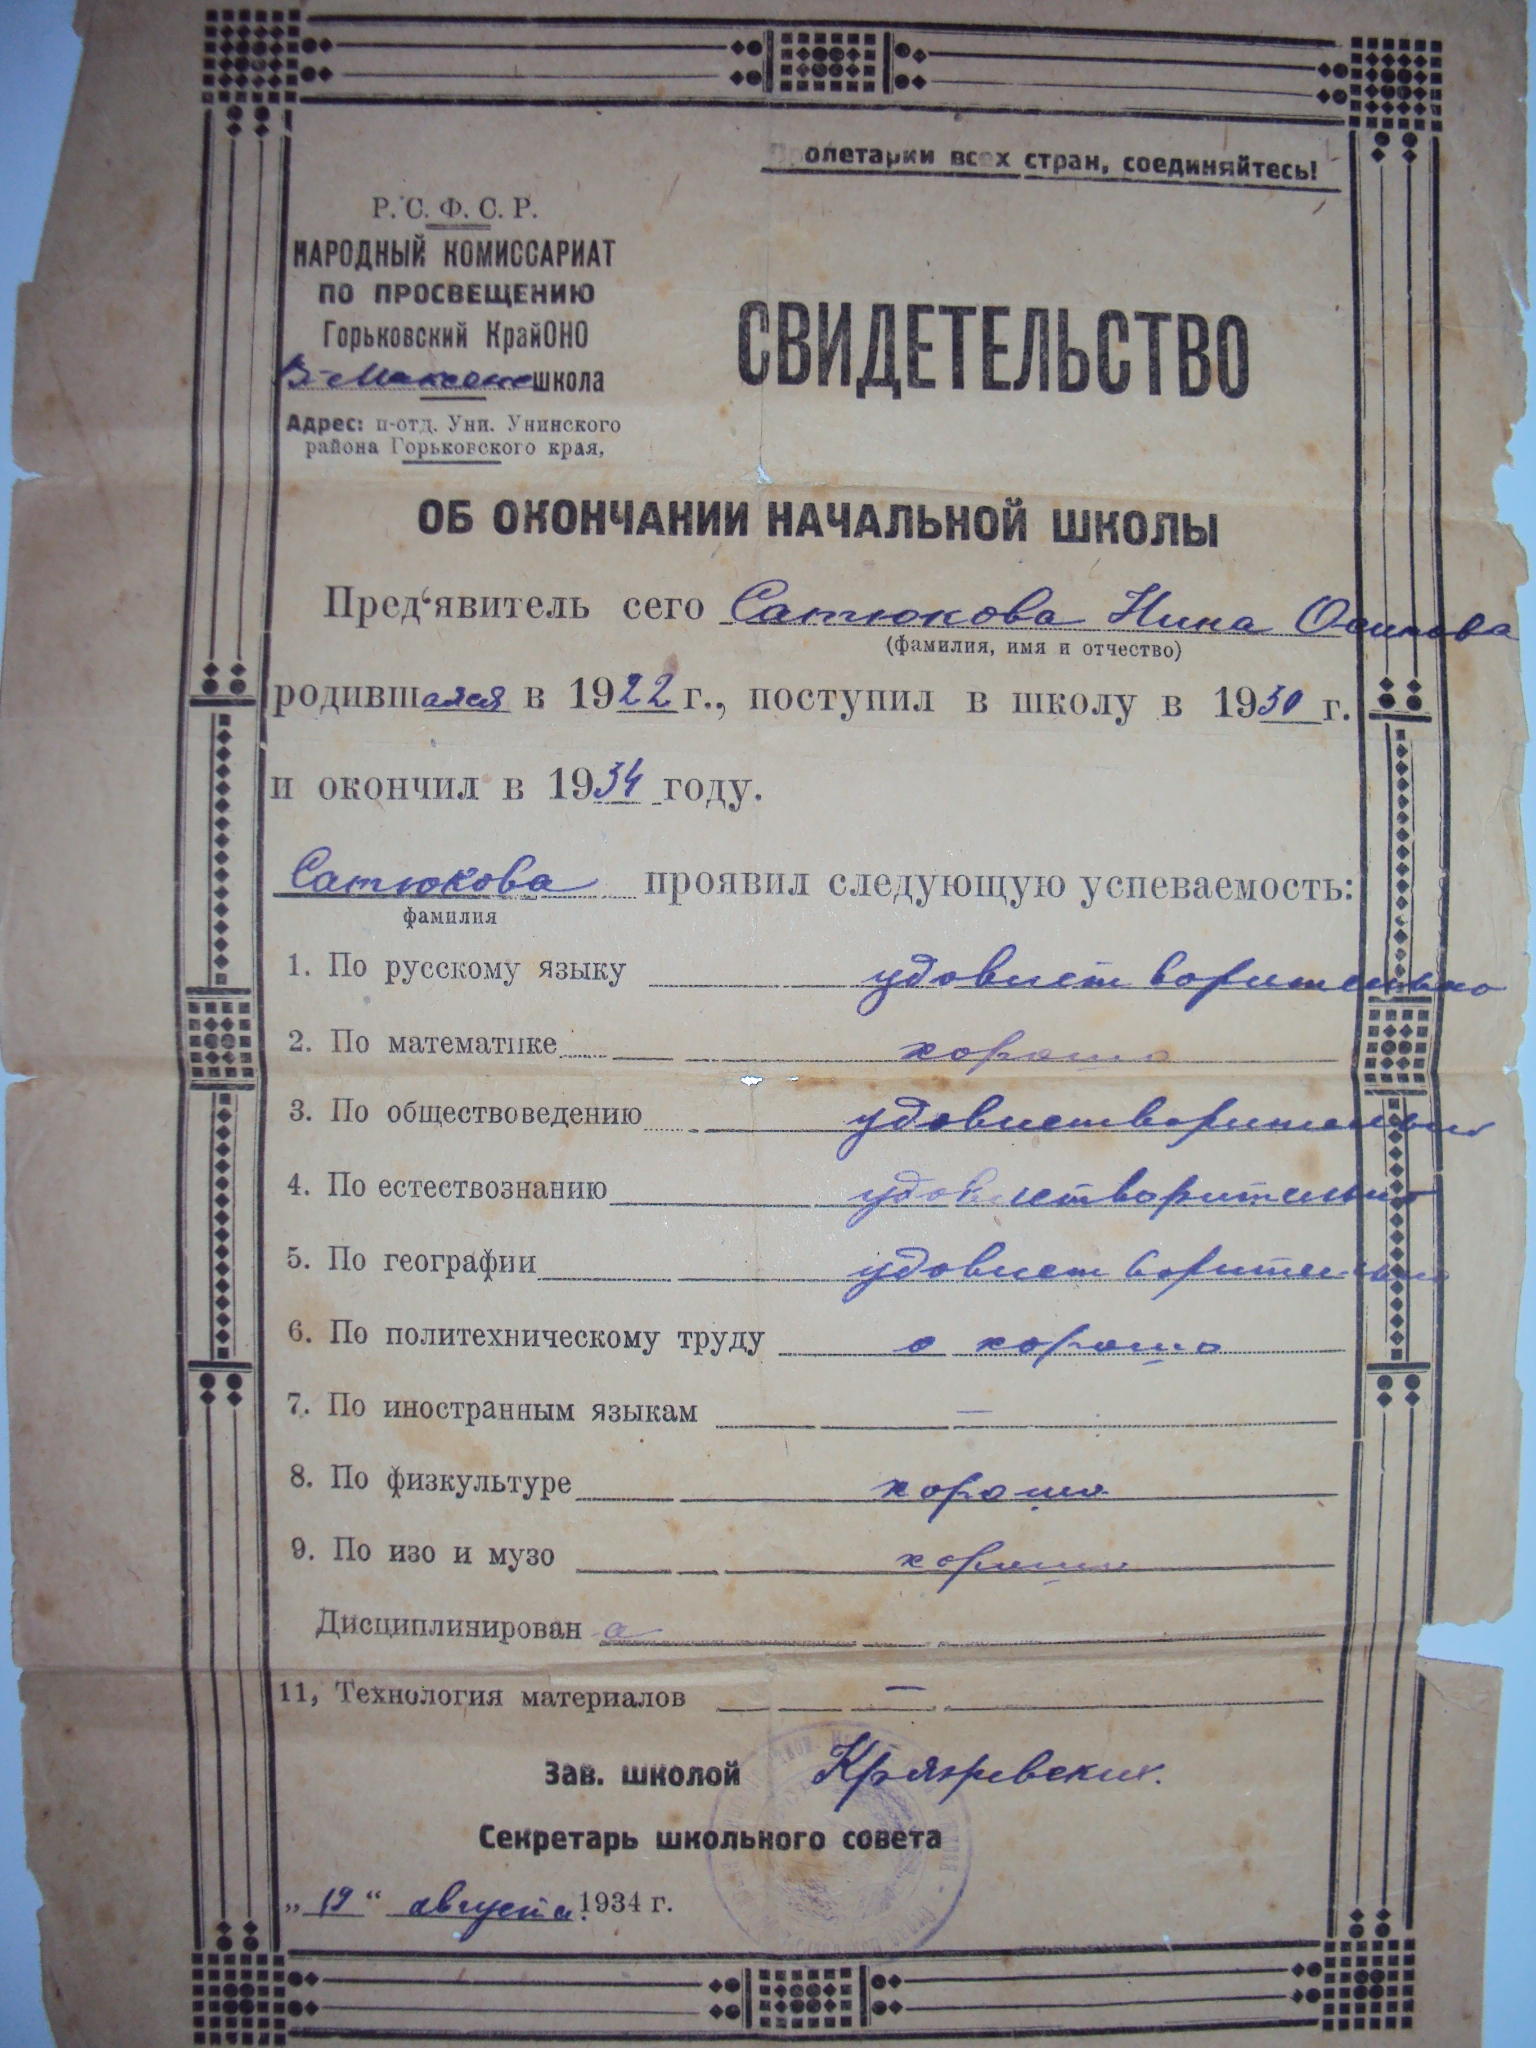 Пролетарии всех стран, соединяйтесь!
Р. С. Ф. С. Р.
НАРОДНЫЙ КОМИССАРИАТ
ПО ПРОСВЕЩЕНИЮ
Горьковский КрайОНО
В-Максанс школа
Адрес: п-отд. Уни. Унинского
района Горьковского края,
СВИДЕТЕЛЬСТВО
ОБ ОКОНЧАНИИ НАЧАЛЬНОЙ ШКОЛЫ
Пред‘явитель сего Сатюкова Нина Осипова
(фамилия, имя и отчество)
родившаяся в 1922 г., поступил в школу в 1930 г.
и окончил в 1934 году.
Сатюкова проявил следующую успеваемость:
фамилия
1. По русскому языку удовлетворительно
2. По математике хорошо
3. По обществоведению удовлетворительно
4. По естествознанию удовлетворительно
5. По географии удовлетворительно
6. По политехническому труду о хорошо
7. По иностранным языкам —
8. По физкультуре хорошо
9. По изо и музо хорошо
Дисциплинирован а
11, Технология материалов —
Зав. школой Кряжевских.
Секретарь школьного совета
„19“ августа 1934 г.